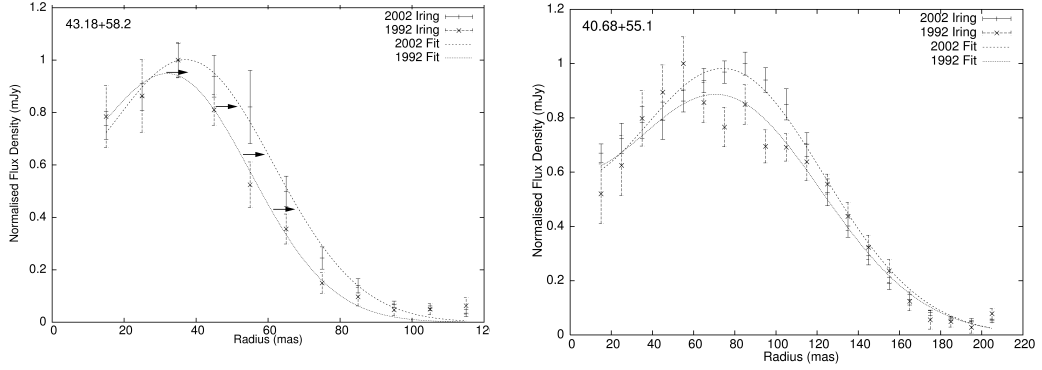 43.18+58.2
2002 Iring
1992 Iring
2002 Fit
1992 Fit
Normalised Flux Density (mJy)
1.2
1
0.8
0.6
0.4
0.2
0
0 20 40 60 80 100 12
Radius (mas)
40.68+55.1
2002 Iring
1992 Iring
2002 Fit
1992 Fit
Normalised Flux Density (mJy)
1.2
1
0.8
0.6
0.4
0.2
0
0 20 40 60 80 100 120 140 160 180 200 220
Radius (mas)